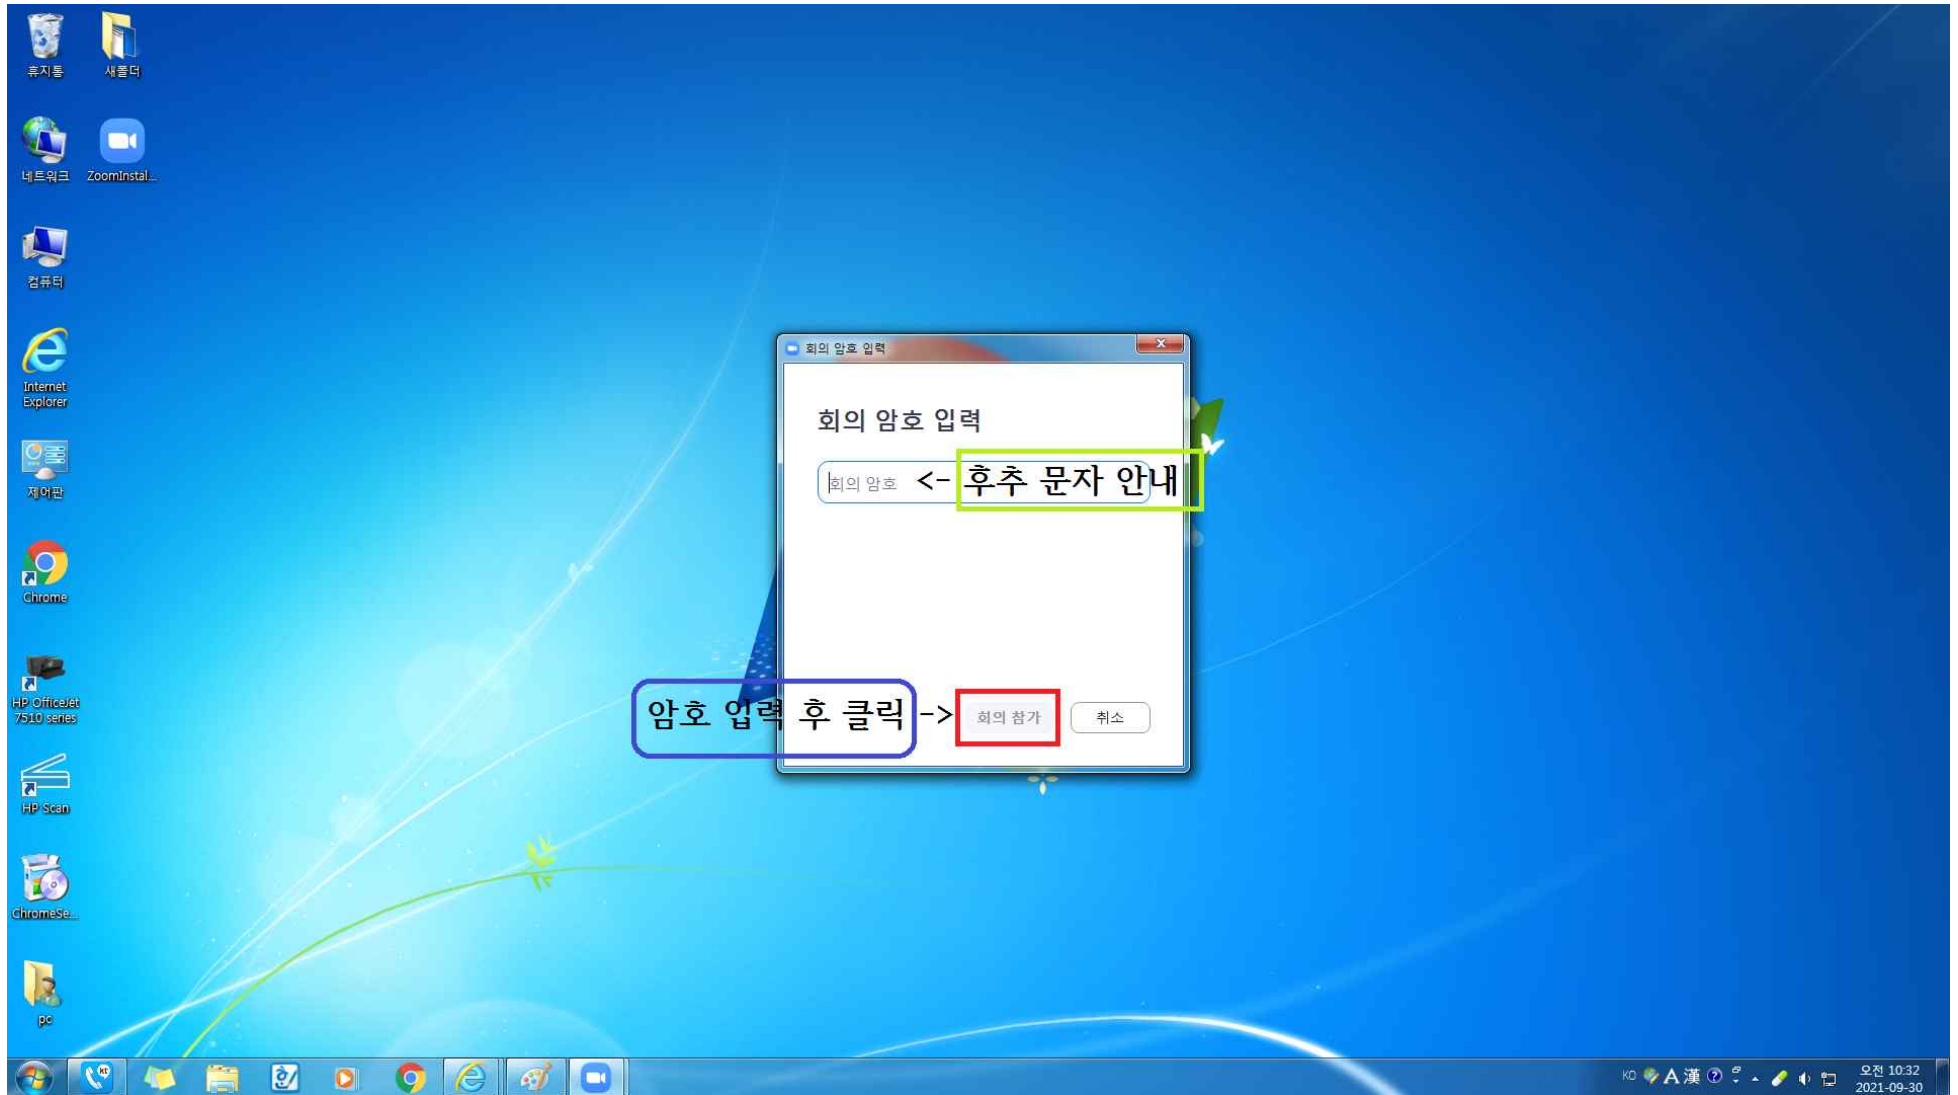 휴지통
새폴더
네트워크
ZoomInstal...
컴퓨터
Internet
Explorer
제어판
Chrome
HP OfficeJet
7510 series
HP Scan
ChromeSe...
pc
회의 암호 입력
X
회의 암호 입력
회의 암호 <- 후추 문자 안내
암호 입력 후 클릭 -> 회의 참가
취소
kt
KO A 漢 ?
오전 10:32
2021-09-30